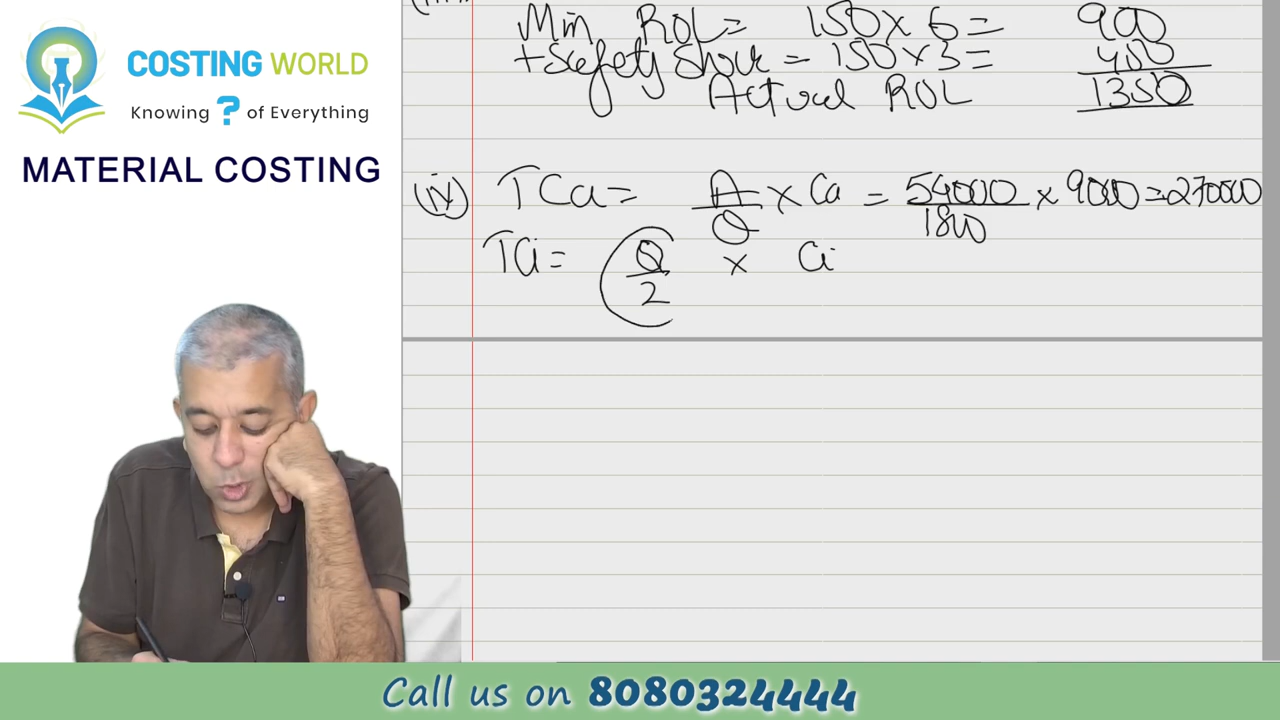 COSTING WORLD
Knowing ? of Everything
MATERIAL COSTING
Min ROL = 150 × 6 = 900
+ Safety Stock = 150 × 3 = 450
Actual ROL 1350
(iv) TCa = A/Q × Ca = 54000/1800 × 9000 = 270000
TCi = (Q/2 × Ci
Call us on 8080324444